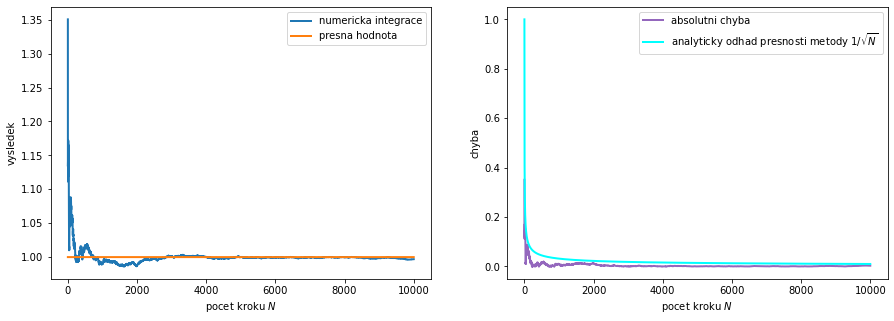 numericka integrace
presna hodnota
1.35
1.30
1.25
1.20
1.15
1.10
1.05
1.00
vysledek
0 2000 4000 6000 8000 10000
pocet kroku N
absolutni chyba
analyticky odhad presnosti metody 1/√N
1.0
0.8
0.6
0.4
0.2
0.0
chyba
0 2000 4000 6000 8000 10000
pocet kroku N